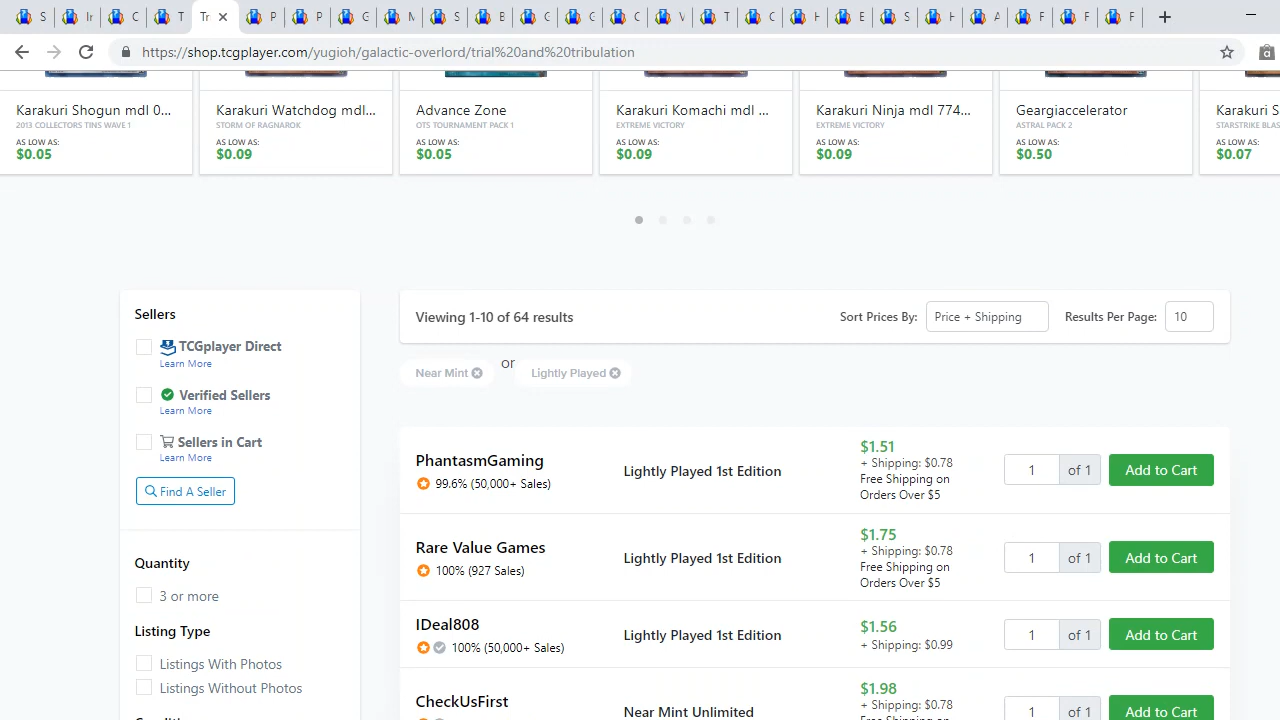 S
Ir
C
T
Tr
P
P
G
M
S
B
C
C
C
V
T
C
H
E
S
H
A
F
F
F
https://shop.tcgplayer.com/yugioh/galactic-overlord/trial%20and%20tribulation
Karakuri Shogun mdl 0...
2013 COLLECTORS TINS WAVE 1
AS LOW AS:
$0.05
Karakuri Watchdog mdl...
STORM OF RAGNAROK
AS LOW AS:
$0.09
Advance Zone
OTS TOURNAMENT PACK 1
AS LOW AS:
$0.05
Karakuri Komachi mdl ...
EXTREME VICTORY
AS LOW AS:
$0.09
Karakuri Ninja mdl 774...
EXTREME VICTORY
AS LOW AS:
$0.09
Geargiaccelerator
ASTRAL PACK 2
AS LOW AS:
$0.50
Karakuri S
STARSTRIKE BLAS
AS LOW AS:
$0.07
Sellers
TCGplayer Direct
Learn More
Verified Sellers
Learn More
Sellers in Cart
Learn More
Find A Seller
Quantity
3 or more
Listing Type
Listings With Photos
Listings Without Photos
Viewing 1-10 of 64 results
Sort Prices By: Price + Shipping
Results Per Page: 10
Near Mint or Lightly Played
PhantasmGaming
99.6% (50,000+ Sales)
Lightly Played 1st Edition
$1.51
+ Shipping: $0.78
Free Shipping on
Orders Over $5
1 of 1 Add to Cart
Rare Value Games
100% (927 Sales)
Lightly Played 1st Edition
$1.75
+ Shipping: $0.78
Free Shipping on
Orders Over $5
1 of 1 Add to Cart
IDeal808
100% (50,000+ Sales)
Lightly Played 1st Edition
$1.56
+ Shipping: $0.99
1 of 1 Add to Cart
CheckUsFirst
Near Mint Unlimited
$1.98
+ Shipping: $0.78
1 of 1 Add to Cart